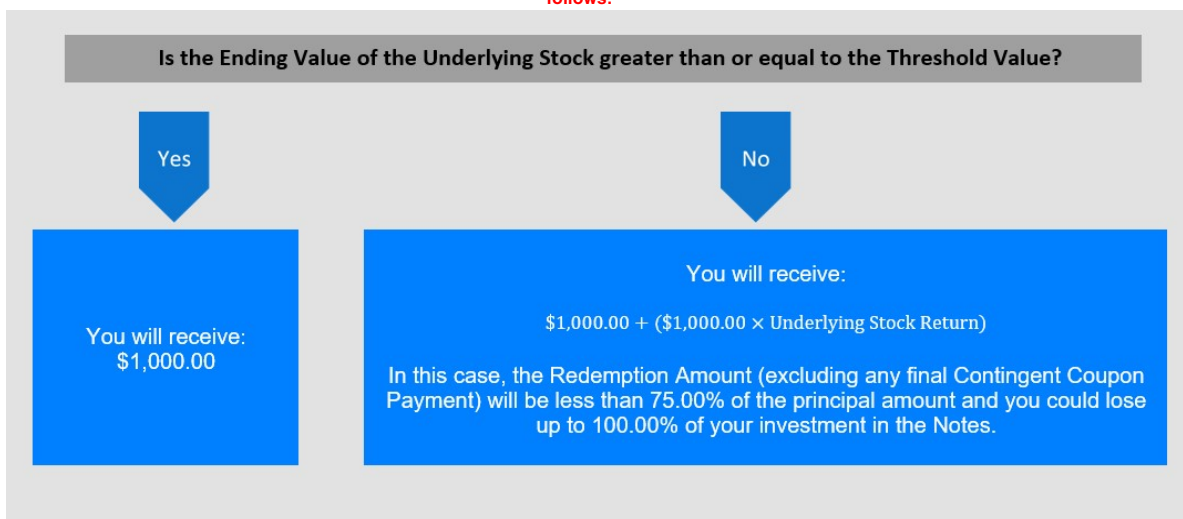 follows:
Is the Ending Value of the Underlying Stock greater than or equal to the Threshold Value?
Yes
No
You will receive:
$1,000.00
You will receive:
$1,000.00 + ($1,000.00 × Underlying Stock Return)
In this case, the Redemption Amount (excluding any final Contingent Coupon
Payment) will be less than 75.00% of the principal amount and you could lose
up to 100.00% of your investment in the Notes.